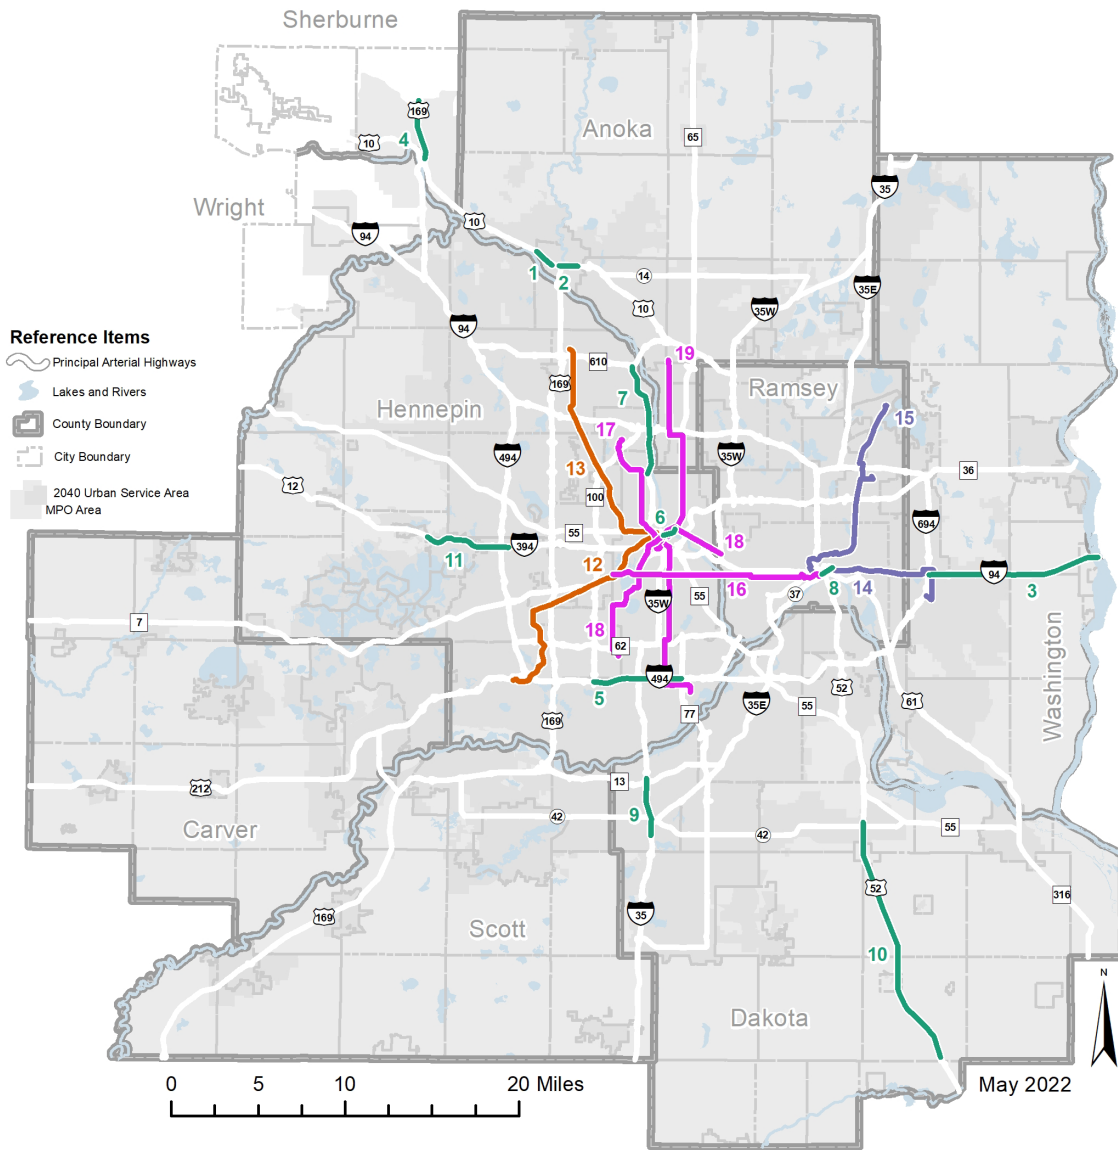 Sherburne
169
4
10
Anoka
65
35
Wright
10
94
1
2
14
35E
10
35W
94
Reference Items
Principal Arterial Highways
Lakes and Rivers
County Boundary
City Boundary
2040 Urban Service Area
MPO Area
19
610
169
Ramsey
7
Hennepin
17
15
494
35W
13
36
12
100
6
694
55
394
18
11
12
94
16
8
14
3
55
37
35W
7
18
62
494
52
5
35E
55
61
77
169
Washington
13
212
9
42
42
55
Carver
52
316
35
169
Scott
10
N
Dakota
0 5 10 20 Miles
May 2022